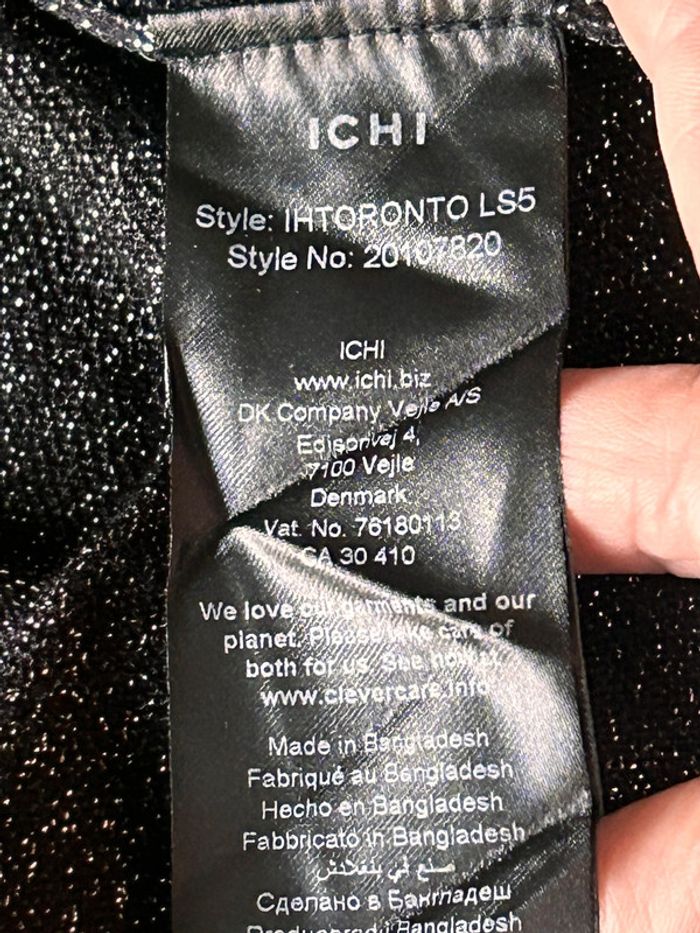 ICHI
Style: IHTORONTO LS5
Style No: 20107820
ICHI
www.ichi.biz
DK Company Vejle A/S
Edisonvej 4,
7100 Vejle
Denmark
Vat. No. 76180113
CA 30 410
We love our garments and our
planet. Please take care of
both for us. See how at
www.clevercare.info
Made in Bangladesh
Fabriqué au Bangladesh
Hecho en Bangladesh
Fabbricato in Bangladesh
صنع في بنغلادش
Сделано в Бангладеш
Bangladesh